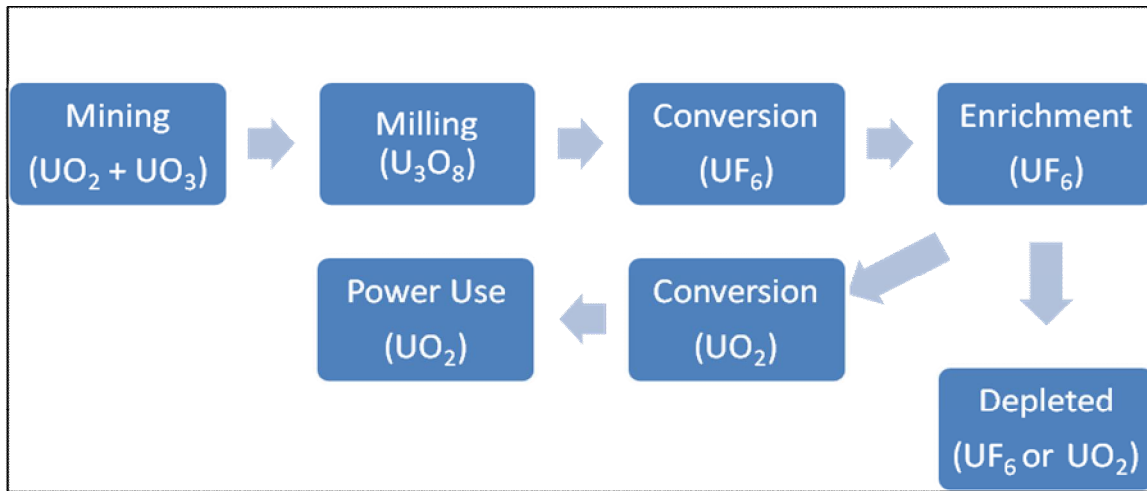 Mining
(UO₂ + UO₃)
Milling
(U₃O₈)
Conversion
(UF₆)
Enrichment
(UF₆)
Power Use
(UO₂)
Conversion
(UO₂)
Depleted
(UF₆ or UO₂)